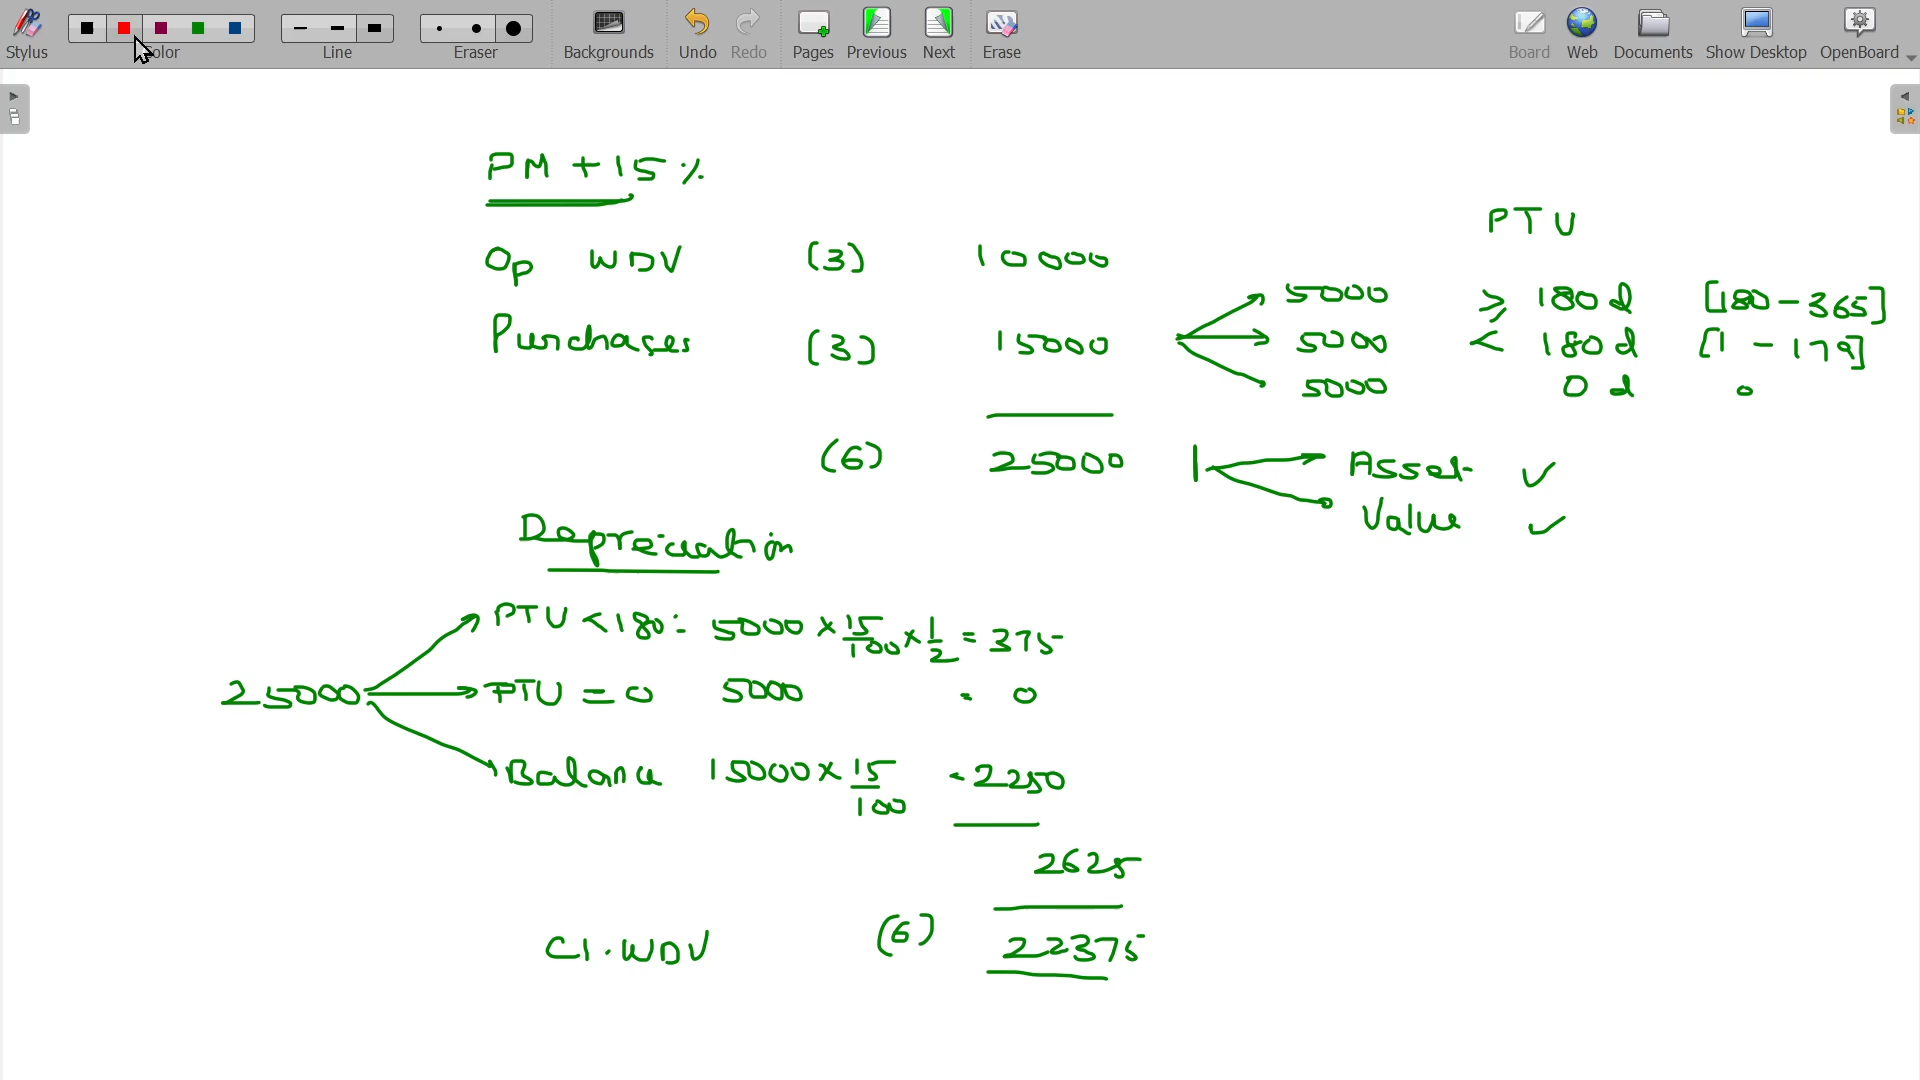 Stylus Color Line Eraser Backgrounds Undo Redo Pages Previous Next Erase Board Web Documents Show Desktop OpenBoard
PM + 15 %
PTU
Op WDV (3) 10000
5000 ≥ 180 d [180 - 365]
Purchases (3) 15000 5000 < 180 d [1 - 179]
5000 0 d 0
(6) 25000 Asset ✓
Value ✓
Depreciation
PTU < 180: 5000 × 15/100 × 1/2 = 375
25000 PTU = 0 5000 = 0
Balance 15000 × 15/100 = 2250
2625
Cl. WDV (6) 22375